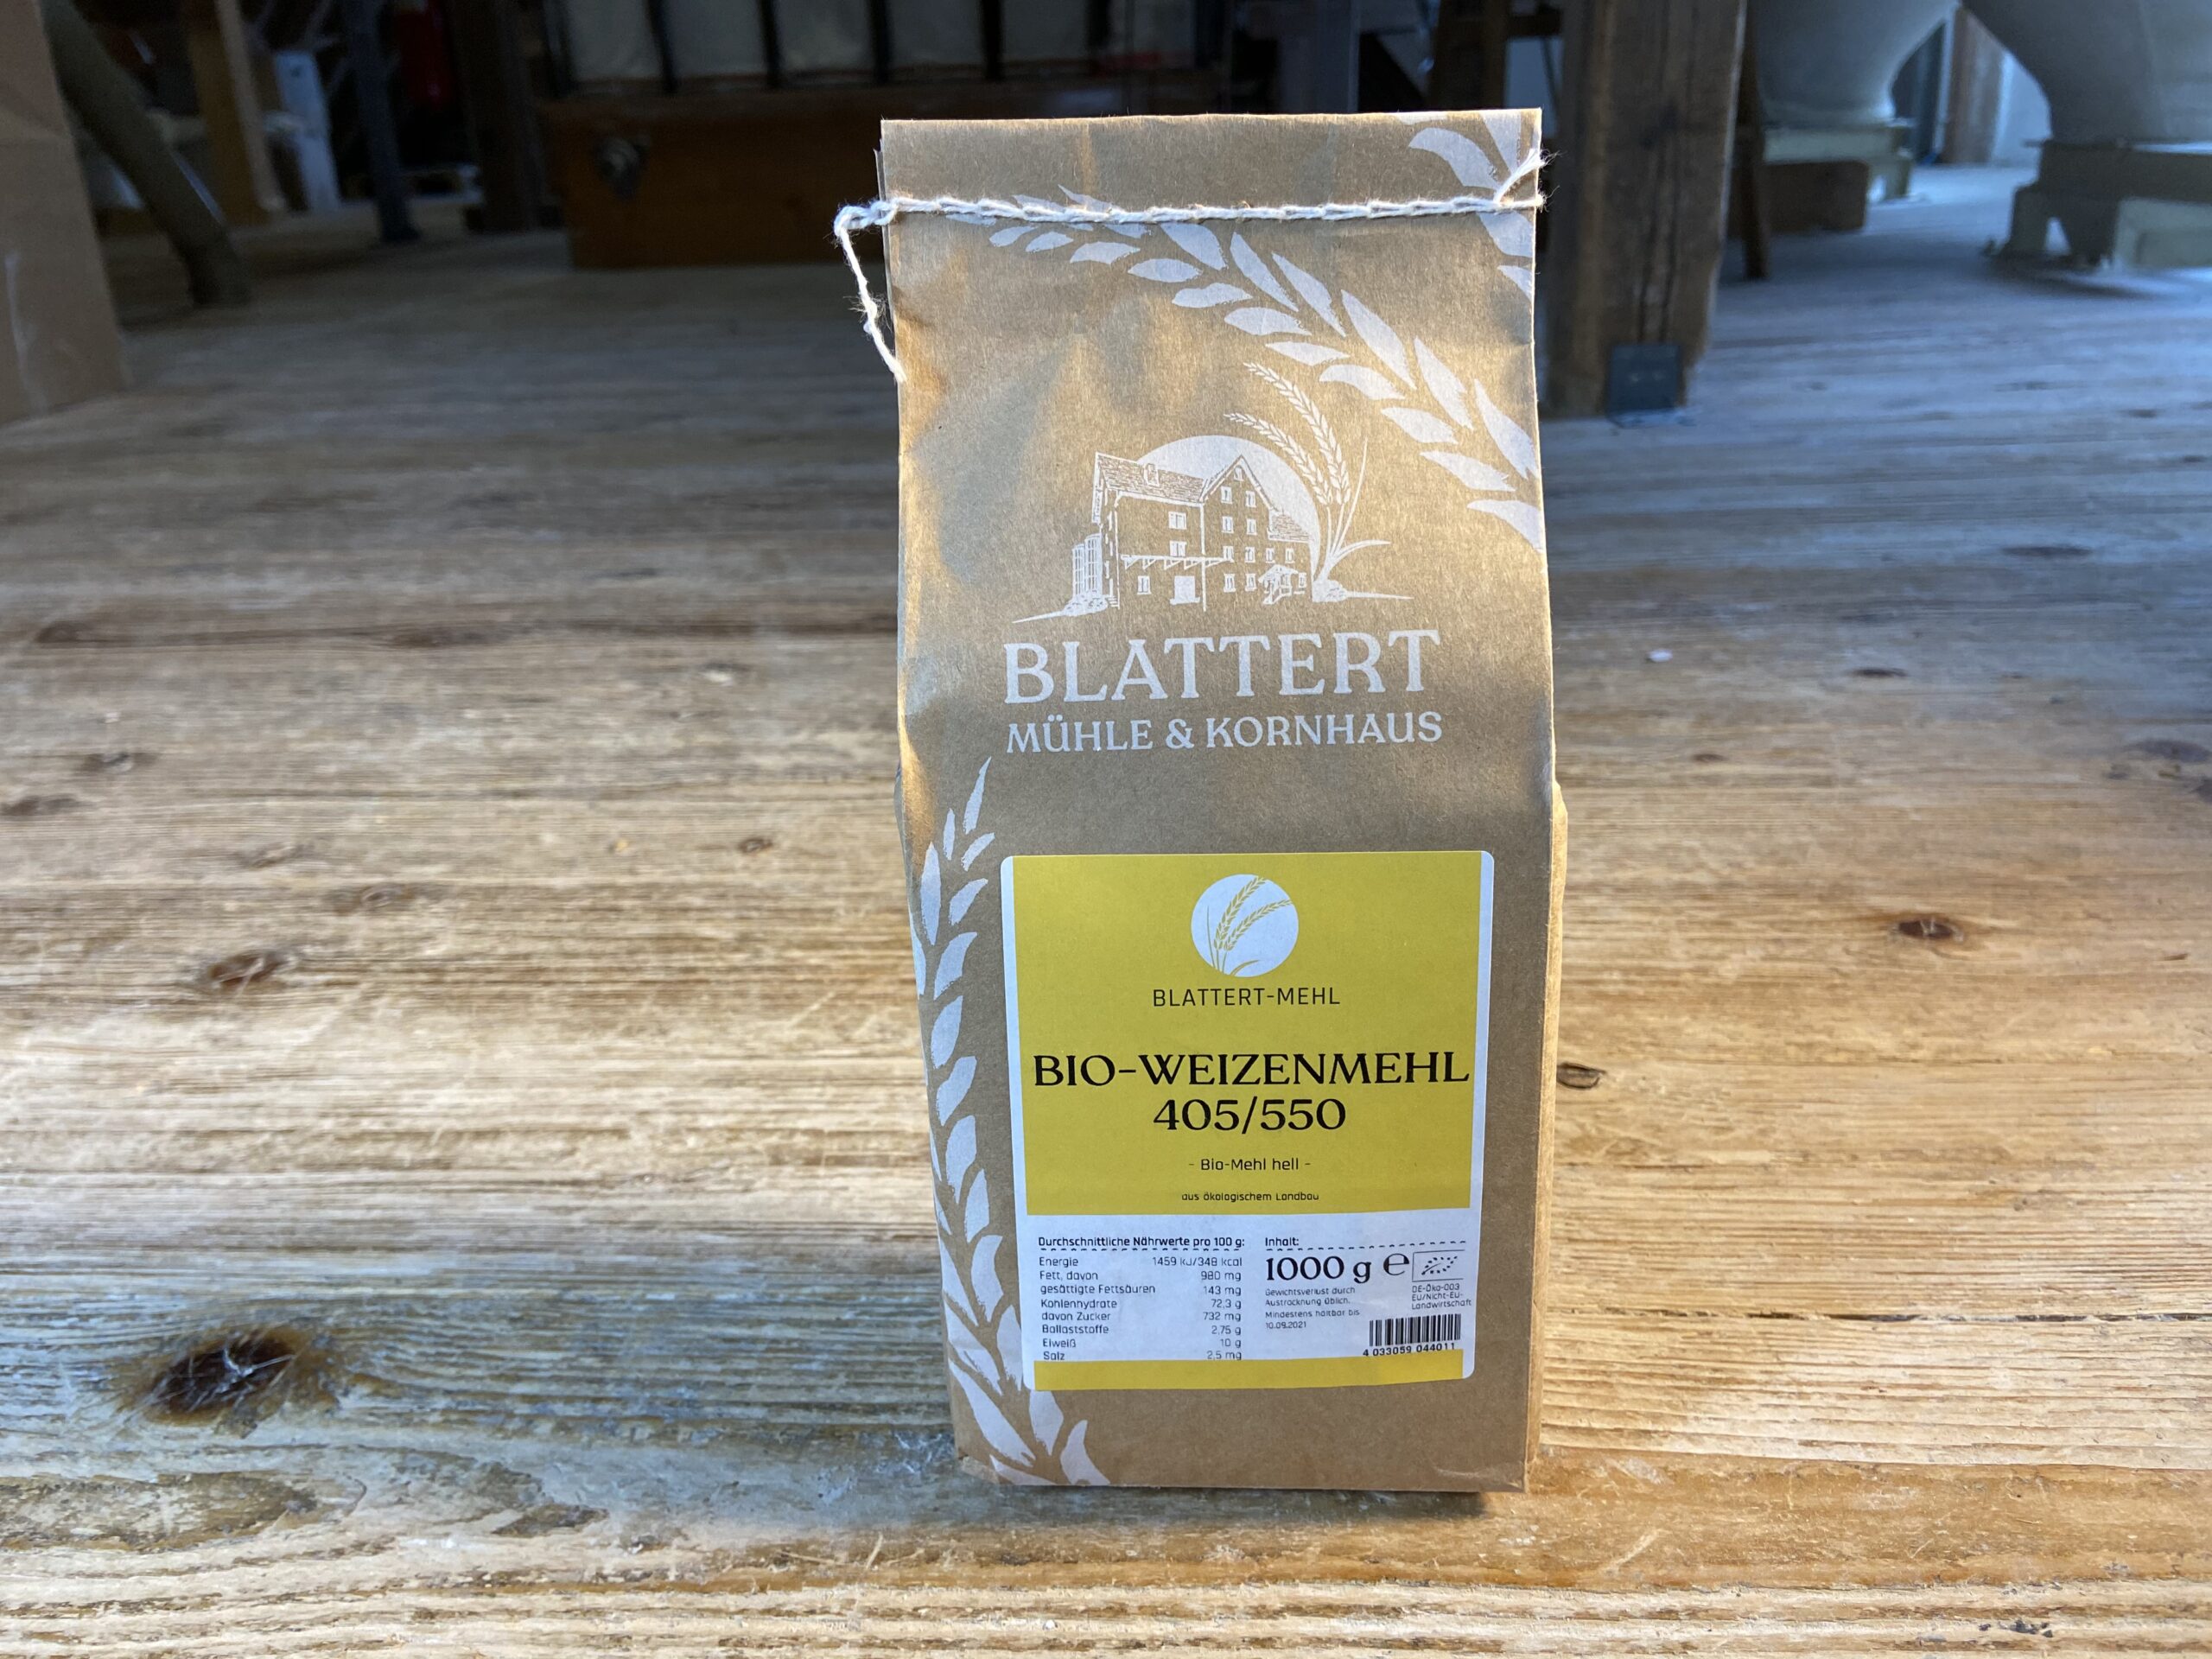 BLATTERT
MÜHLE & KORNHAUS
BLATTERT-MEHL
BIO-WEIZENMEHL
405/550
- Bio-Mehl hell -
aus ökologischem Landbau
Durchschnittliche Nährwerte pro 100 g:
Energie 1459 kJ/348 kcal
Fett, davon 980 mg
gesättigte Fettsäuren 143 mg
Kohlenhydrate 72,3 g
davon Zucker 732 mg
Ballaststoffe 2,75 g
Eiweiß 10 g
Salz 2,5 mg
Inhalt:
1000 g e
Gewichtsverlust durch
Austrocknung üblich.
Mindestens haltbar bis
10.09.2021
DE-Öko-003
EU/Nicht-EU-
Landwirtschaft
4 033059 044011